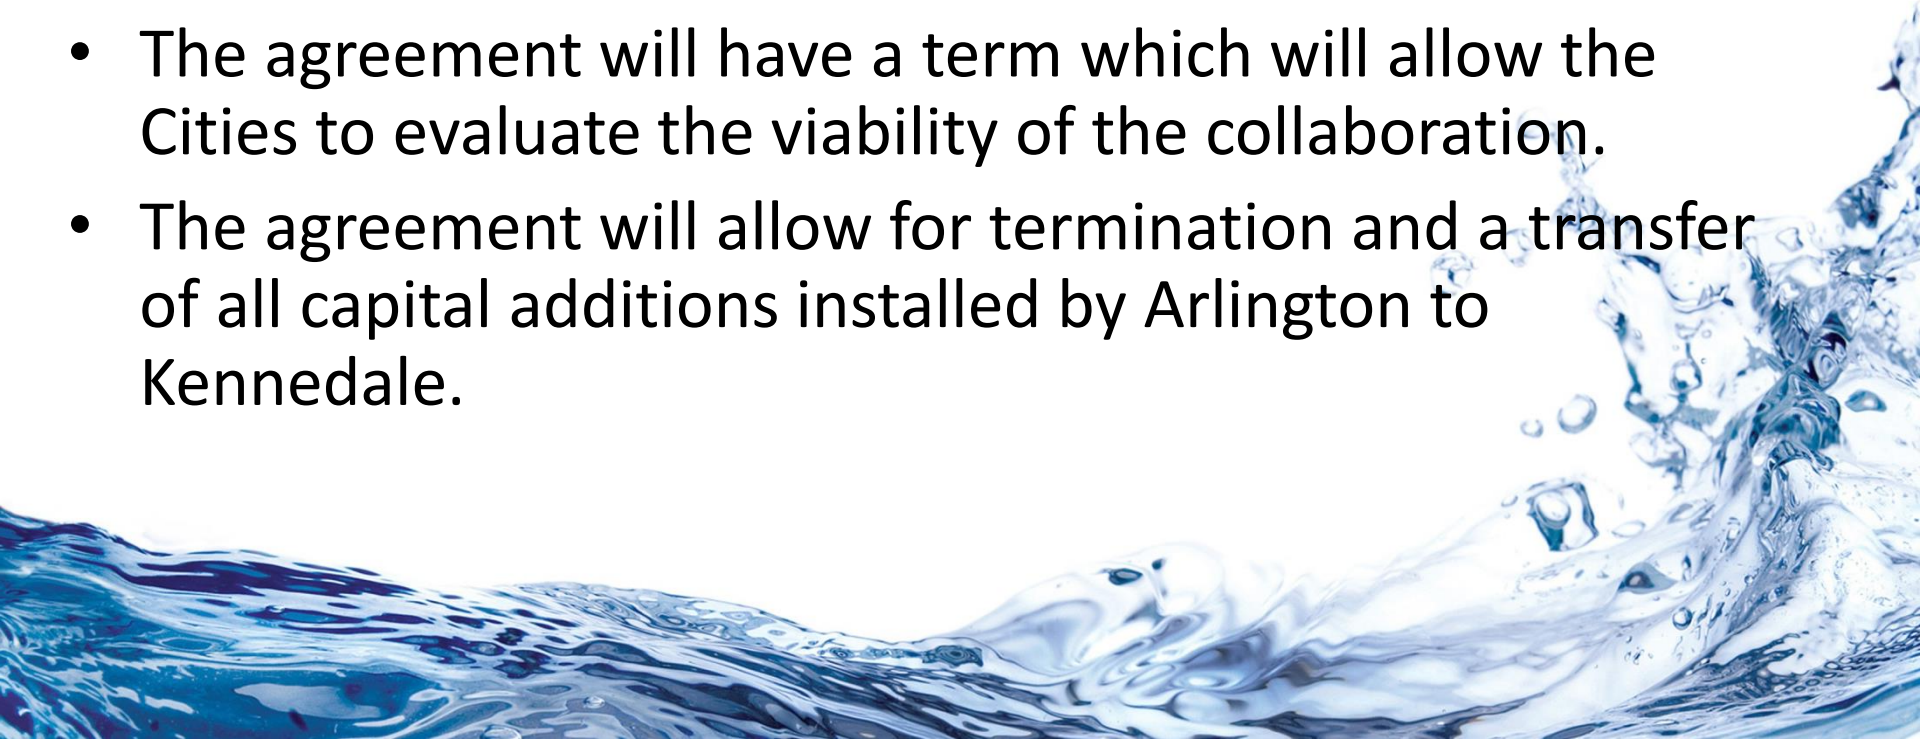 • The agreement will have a term which will allow the
Cities to evaluate the viability of the collaboration.
• The agreement will allow for termination and a transfer
of all capital additions installed by Arlington to
Kennedale.